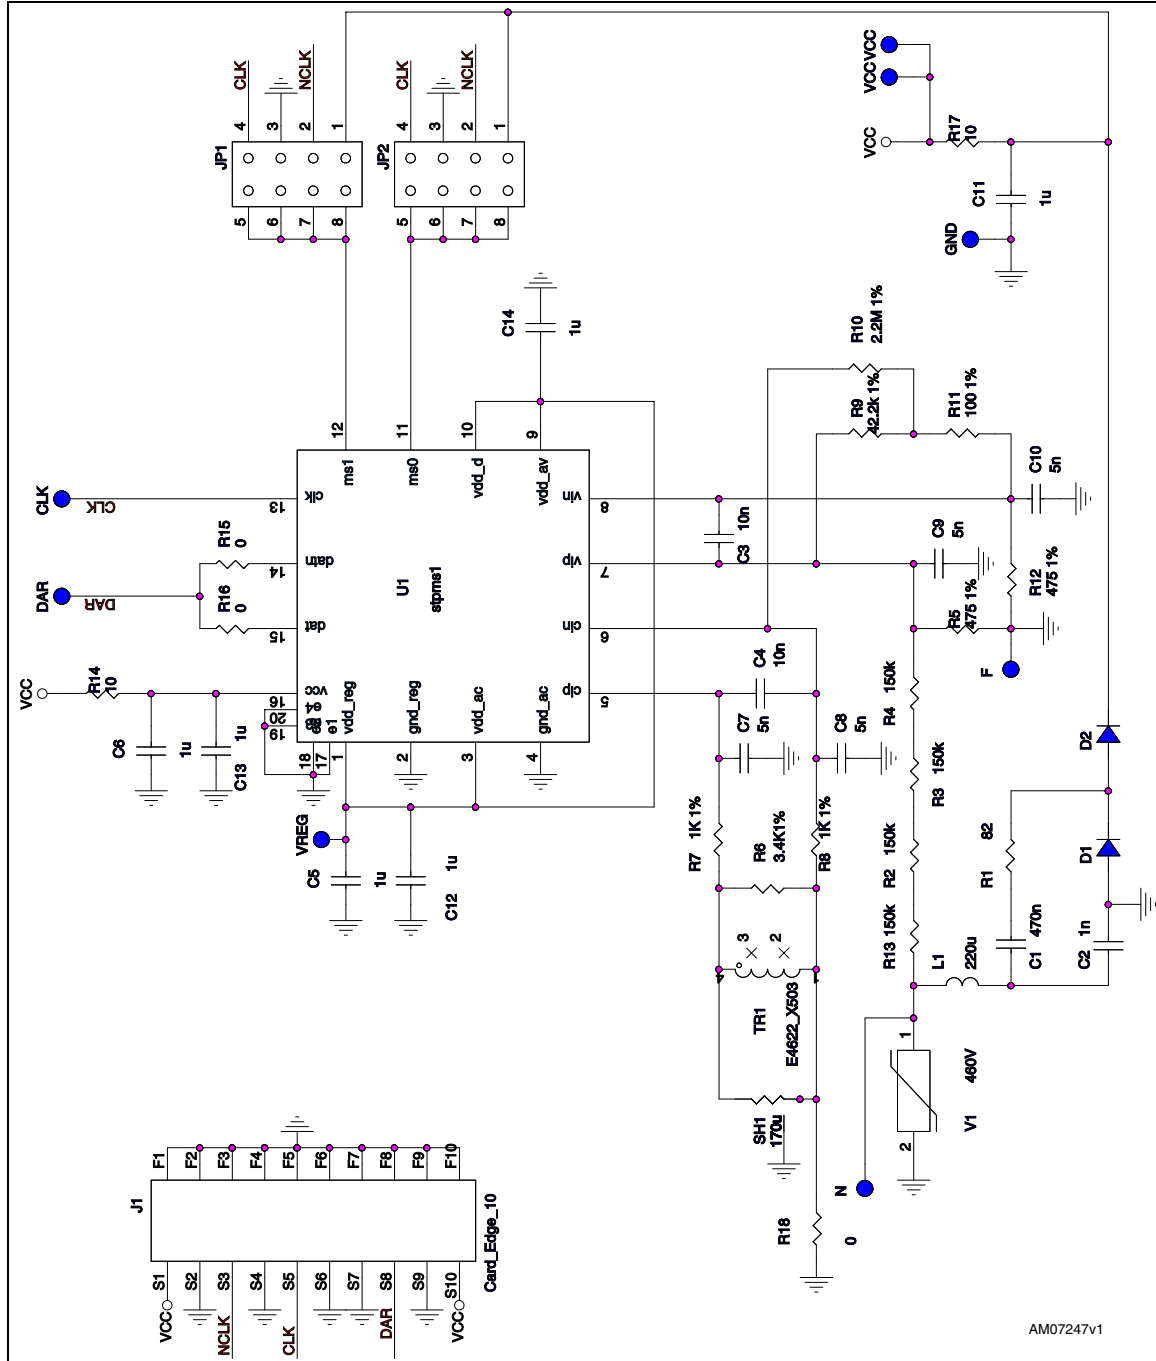 CLK
NCLK
4
3
2
1
JP1
5
6
7
8
CLK
NCLK
4
3
2
1
JP2
5
6
7
8
VCC
VCC
VCC
R17
10
C11
1u
GND
C14
1u
R10
2.2M 1%
R9
42.2k 1%
R11
100 1%
12
11
10
9
ms1
ms0
vdd_d
vdd_av
CLK
CLK
13
clk
DAR
DAR
R15
0
14
datn
R16
0
15
dat
U1
stpms1
vin
8
vip
7
cin
6
cip
5
C3
10n
C10
5n
C9
5n
R12
475 1%
R5
475 1%
F
VCC
R14
10
C6
1u
C13
1u
16
vcc
20
e4
19
e3
18
e2
17
e1
1
vdd_reg
2
gnd_reg
3
vdd_ac
4
gnd_ac
C4
10n
C7
5n
C8
5n
R4 150k
R3 150k
R2 150k
R13 150k
R7 1K 1%
R6
3.4K1%
R8 1K 1%
VREG
C5
1u
C12 1u
D2
D1
R1 82
C1 470n
C2 1n
L1
220u
4
3
2
1
TR1
E4622_X503
SH1
170u
1
2
V1 460V
N
R18
0
J1
F1
F2
F3
F4
F5
F6
F7
F8
F9
F10
Card_Edge_10
S1
S2
S3
S4
S5
S6
S7
S8
S9
S10
VCC
NCLK
CLK
DAR
VCC
AM07247v1